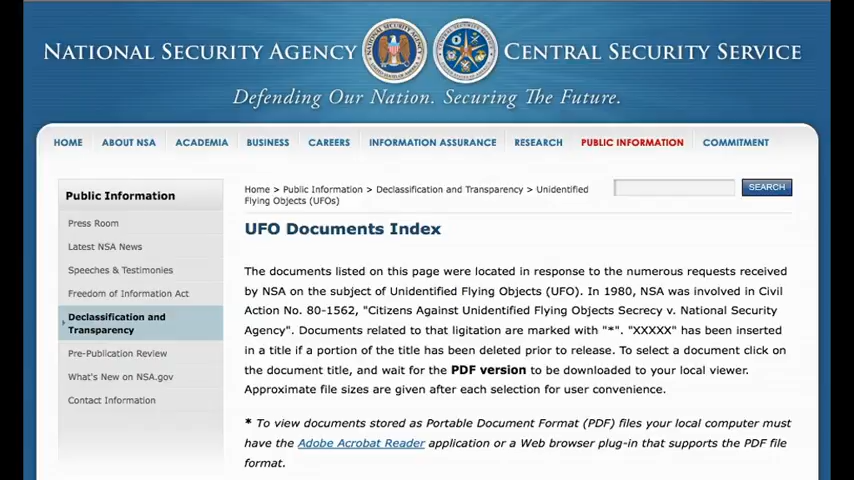 NATIONAL SECURITY AGENCY CENTRAL SECURITY SERVICE
Defending Our Nation. Securing The Future.
HOME ABOUT NSA ACADEMIA BUSINESS CAREERS INFORMATION ASSURANCE RESEARCH PUBLIC INFORMATION COMMITMENT
Public Information
Press Room
Latest NSA News
Speeches & Testimonies
Freedom of Information Act
Declassification and
Transparency
Pre-Publication Review
What's New on NSA.gov
Contact Information
Home > Public Information > Declassification and Transparency > Unidentified
Flying Objects (UFOs)
SEARCH
UFO Documents Index
The documents listed on this page were located in response to the numerous requests received
by NSA on the subject of Unidentified Flying Objects (UFO). In 1980, NSA was involved in Civil
Action No. 80-1562, "Citizens Against Unidentified Flying Objects Secrecy v. National Security
Agency". Documents related to that ligitation are marked with "*". "XXXXX" has been inserted
in a title if a portion of the title has been deleted prior to release. To select a document click on
the document title, and wait for the PDF version to be downloaded to your local viewer.
Approximate file sizes are given after each selection for user convenience.
* To view documents stored as Portable Document Format (PDF) files your local computer must
have the Adobe Acrobat Reader application or a Web browser plug-in that supports the PDF file
format.